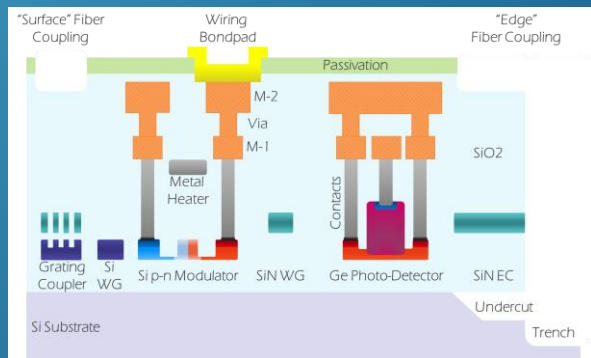 “Surface” Fiber
Coupling
Wiring
Bondpad
“Edge”
Fiber Coupling
Passivation
M-2
Via
M-1
SiO2
Metal
Heater
Contacts
Grating
Coupler
Si
WG
Si p-n Modulator
SiN WG
Ge Photo-Detector
SiN EC
Undercut
Si Substrate
Trench